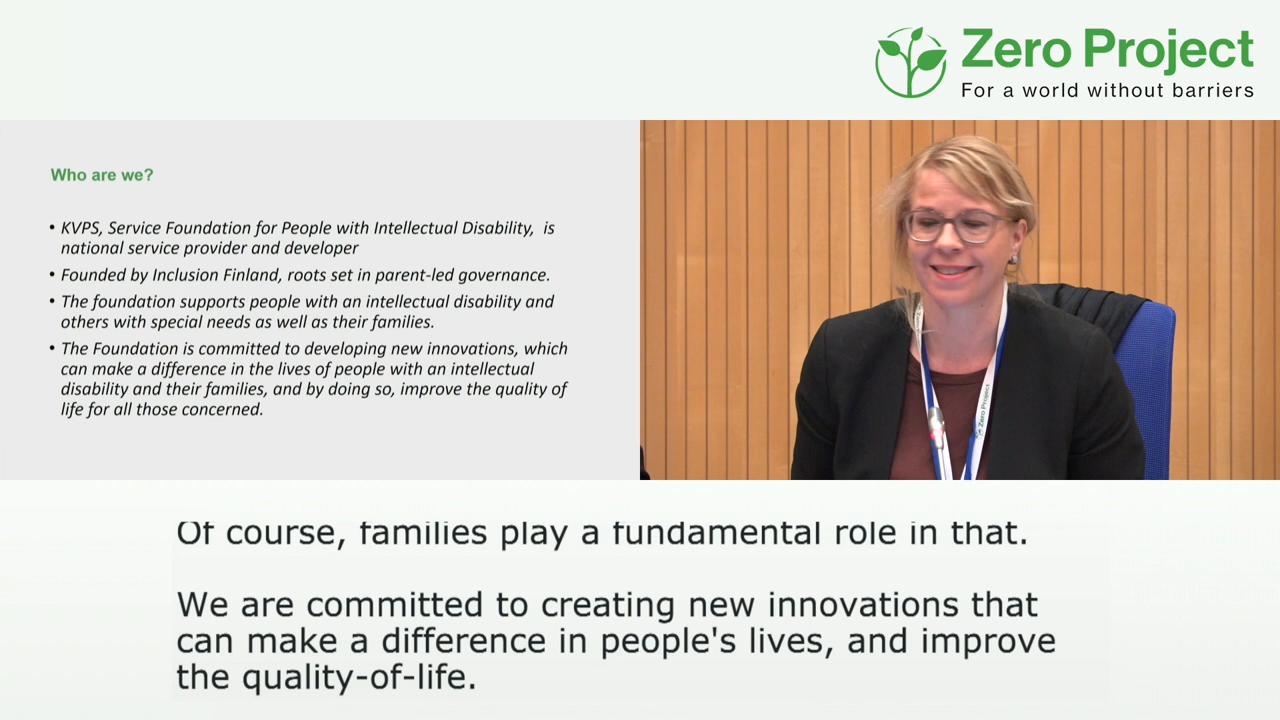 Zero Project
For a world without barriers
Who are we?
• KVPS, Service Foundation for People with Intellectual Disability,  is
national service provider and developer
• Founded by Inclusion Finland, roots set in parent-led governance.
• The foundation supports people with an intellectual disability and
others with special needs as well as their families.
• The Foundation is committed to developing new innovations, which
can make a difference in the lives of people with an intellectual
disability and their families, and by doing so, improve the quality of
life for all those concerned.
Zero Project
Of course, families play a fundamental role in that.
We are committed to creating new innovations that
can make a difference in people's lives, and improve
the quality-of-life.